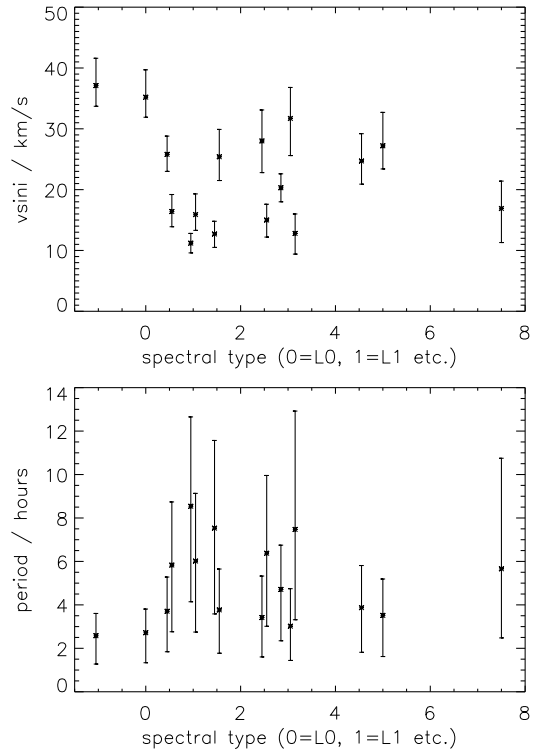 50
40
30
20
10
0
vsini / km/s
0 2 4 6 8
spectral type (0=L0, 1=L1 etc.)
14
12
10
8
6
4
2
0
period / hours
0 2 4 6 8
spectral type (0=L0, 1=L1 etc.)